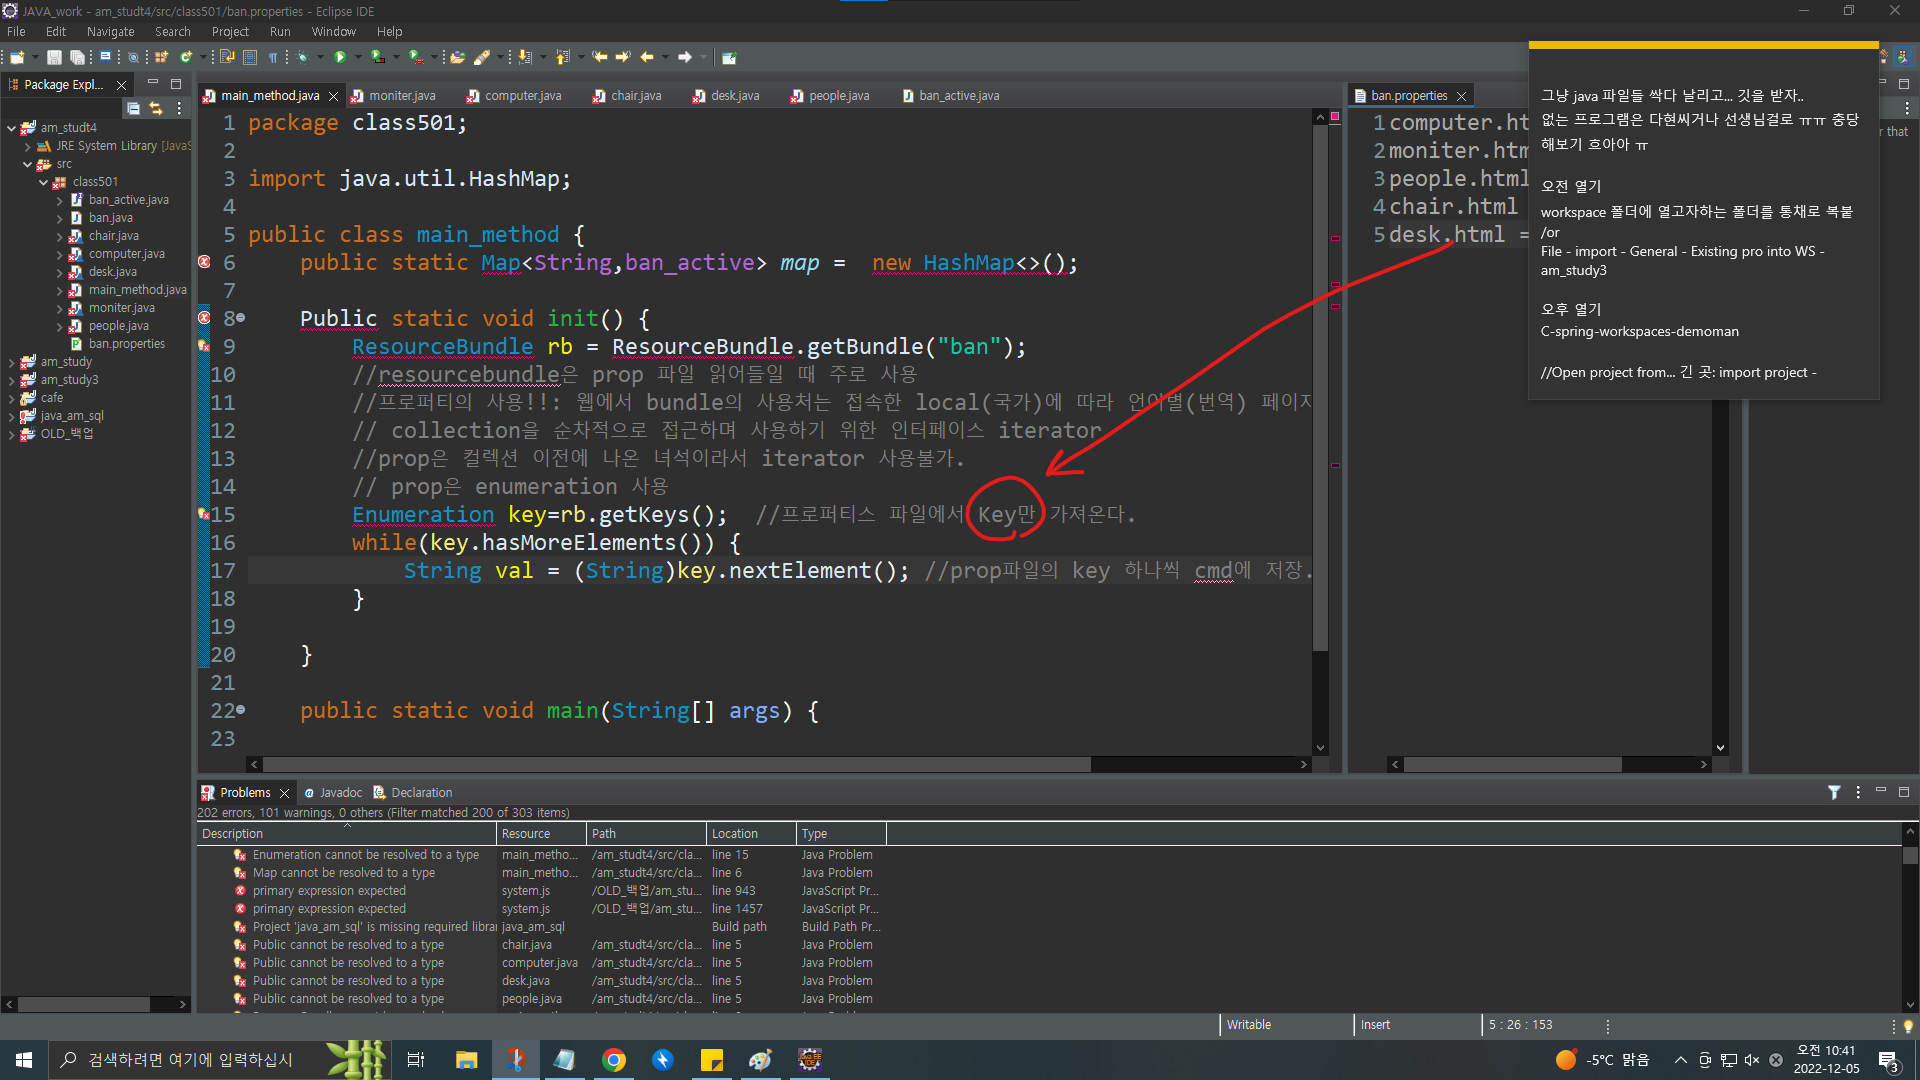 JAVA_work - am_studt4/src/class501/ban.properties - Eclipse IDE
File Edit Navigate Search Project Run Window Help
Package Expl...
am_studt4
JRE System Library [JavaS
src
class501
ban_active.java
ban.java
chair.java
computer.java
desk.java
main_method.java
moniter.java
people.java
ban.properties
am_study
am_study3
cafe
java_am_sql
OLD_백업
main_method.java moniter.java computer.java chair.java desk.java people.java ban_active.java
1 package class501;
2
3 import java.util.HashMap;
4
5 public class main_method {
6 public static Map<String,ban_active> map = new HashMap<>();
7
8 Public static void init() {
9 ResourceBundle rb = ResourceBundle.getBundle("ban");
10 //resourcebundle은 prop 파일 읽어들일 때 주로 사용
11 //프로퍼티의 사용!!: 웹에서 bundle의 사용처는 접속한 local(국가)에 따라 언어별(번역) 페이지
12 // collection을 순차적으로 접근하며 사용하기 위한 인터페이스 iterator
13 //prop은 컬렉션 이전에 나온 녀석이라서 iterator 사용불가.
14 // prop은 enumeration 사용
15 Enumeration key=rb.getKeys(); //프로퍼티스 파일에서 Key만 가져온다.
16 while(key.hasMoreElements()) {
17 String val = (String)key.nextElement(); //prop파일의 key 하나씩 cmd에 저장.
18 }
19
20 }
21
22 public static void main(String[] args) {
23
ban.properties
1 computer.ht
2 moniter.htm
3 people.html
4 chair.html
5 desk.html =
그냥 java 파일들 싹다 날리고... 깃을 받자..
없는 프로그램은 다현씨거나 선생님걸로 ㅠㅠ 충당
해보기 흐아아 ㅠ
오전 열기
workspace 폴더에 열고자하는 폴더를 통채로 복붙
/or
File - import - General - Existing pro into WS -
am_study3
오후 열기
C-spring-workspaces-demoman
//Open project from... 긴 곳: import project -
r that
Problems Javadoc Declaration
202 errors, 101 warnings, 0 others (Filter matched 200 of 303 items)
Description Resource Path Location Type
Enumeration cannot be resolved to a type main_metho... /am_studt4/src/cla... line 15 Java Problem
Map cannot be resolved to a type main_metho... /am_studt4/src/cla... line 6 Java Problem
primary expression expected system.js /OLD_백업/am_stu... line 943 JavaScript Pr...
primary expression expected system.js /OLD_백업/am_stu... line 1457 JavaScript Pr...
Project 'java_am_sql' is missing required librar java_am_sql Build path Build Path Pr...
Public cannot be resolved to a type chair.java /am_studt4/src/cla... line 5 Java Problem
Public cannot be resolved to a type computer.java /am_studt4/src/cla... line 5 Java Problem
Public cannot be resolved to a type desk.java /am_studt4/src/cla... line 5 Java Problem
Public cannot be resolved to a type people.java /am_studt4/src/cla... line 5 Java Problem
Writable Insert 5 : 26 : 153
검색하려면 여기에 입력하십시
-5℃ 맑음
오전 10:41
2022-12-05
3